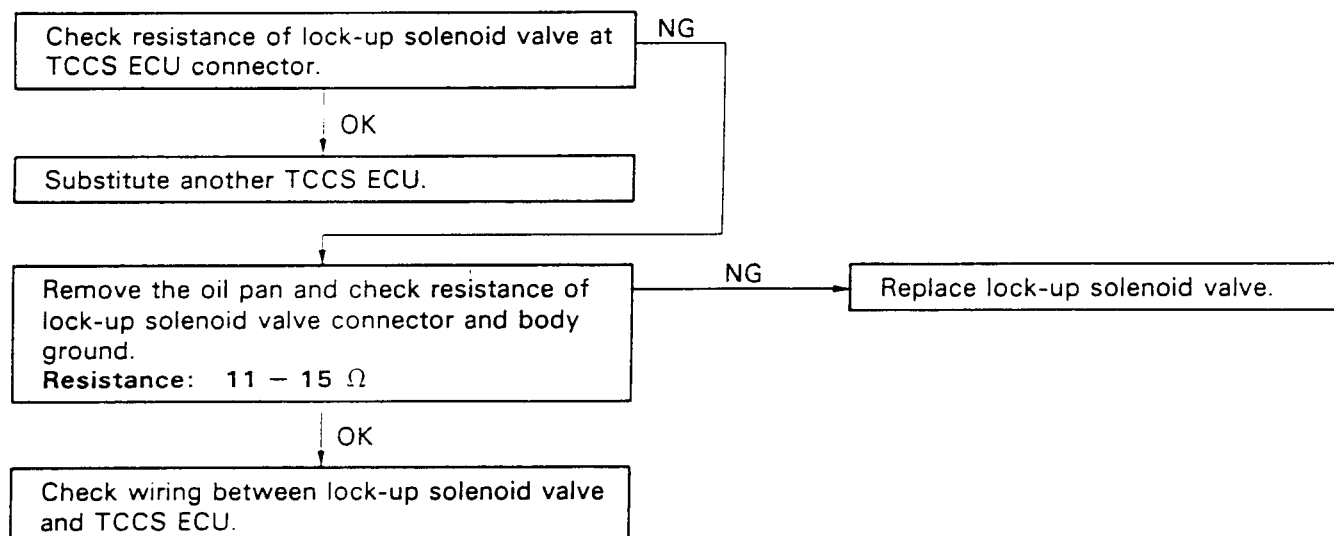 Check resistance of lock-up solenoid valve at
TCCS ECU connector.
NG
OK
Substitute another TCCS ECU.
Remove the oil pan and check resistance of
lock-up solenoid valve connector and body
ground.
Resistance: 11 – 15 Ω
NG
Replace lock-up solenoid valve.
OK
Check wiring between lock-up solenoid valve
and TCCS ECU.